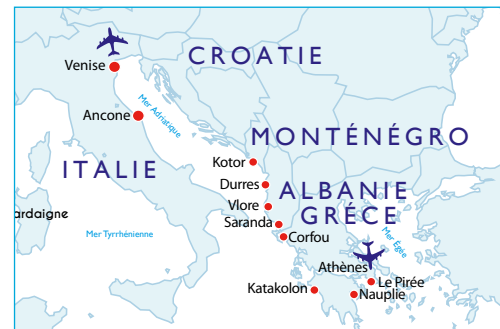 CROATIE
Venise
Mer Adriatique
Ancone
MONTÉNÉGRO
Kotor
ITALIE
Durres
ALBANIE
Vlore
GRÉCE
ardaigne
Saranda
Mer Tyrrhénienne
Corfou
Mer Égée
Athènes
Le Pirée
Katakolon
Nauplie